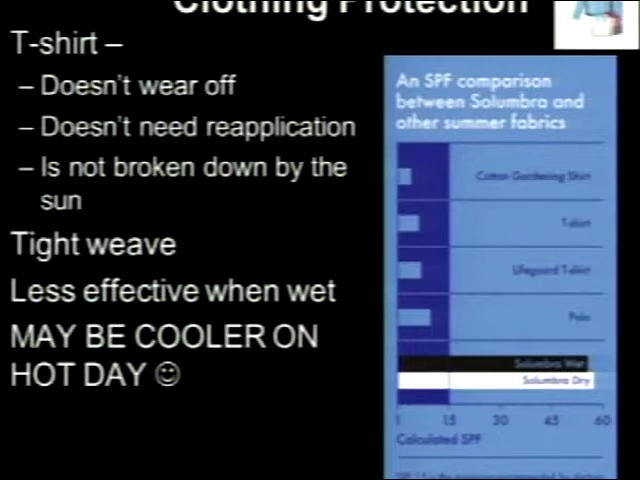 Clothing Protection
T-shirt –
– Doesn't wear off
– Doesn't need reapplication
– Is not broken down by the
sun
Tight weave
Less effective when wet
MAY BE COOLER ON
HOT DAY ☺
An SPF comparison
between Solumbra and
other summer fabrics
Cotton Gardening Shirt
T-shirt
Lifeguard T-shirt
Polo
Solumbra Wet
Solumbra Dry
1 15 30 45 60
Calculated SPF